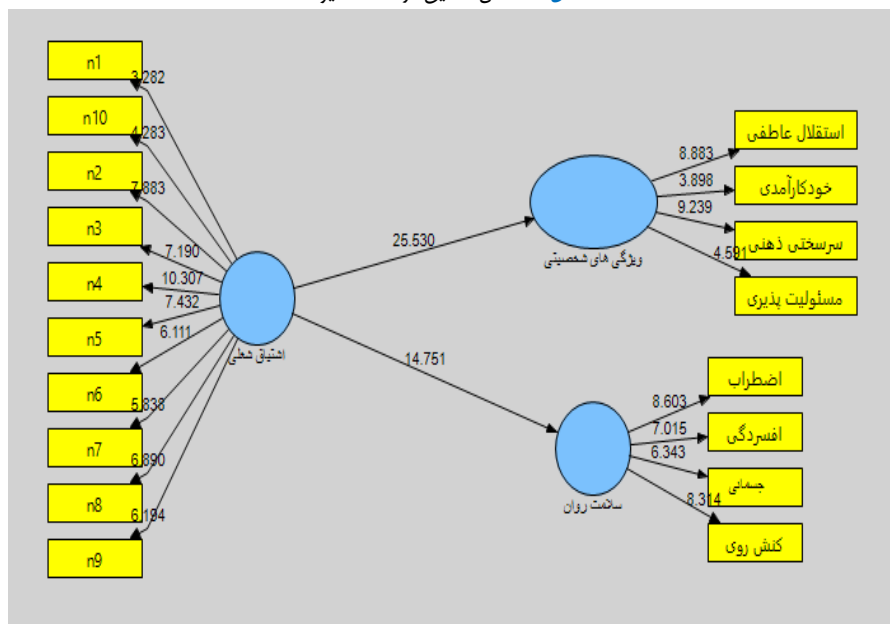 n1
n10
n2
n3
n4
n5
n6
n7
n8
n9
3.282
4.283
7.883
7.190
10.307
7.432
6.111
5.838
6.890
6.194
اشتیاق شغلی
25.530
14.751
ویژگی های شخصیتی
8.883
3.898
9.239
4.591
استقلال عاطفی
خودکارآمدی
سرسختی ذهنی
مسئولیت پذیری
سلامت روان
8.603
7.015
6.343
8.314
اضطراب
افسردگی
جسمانی
کنش روی